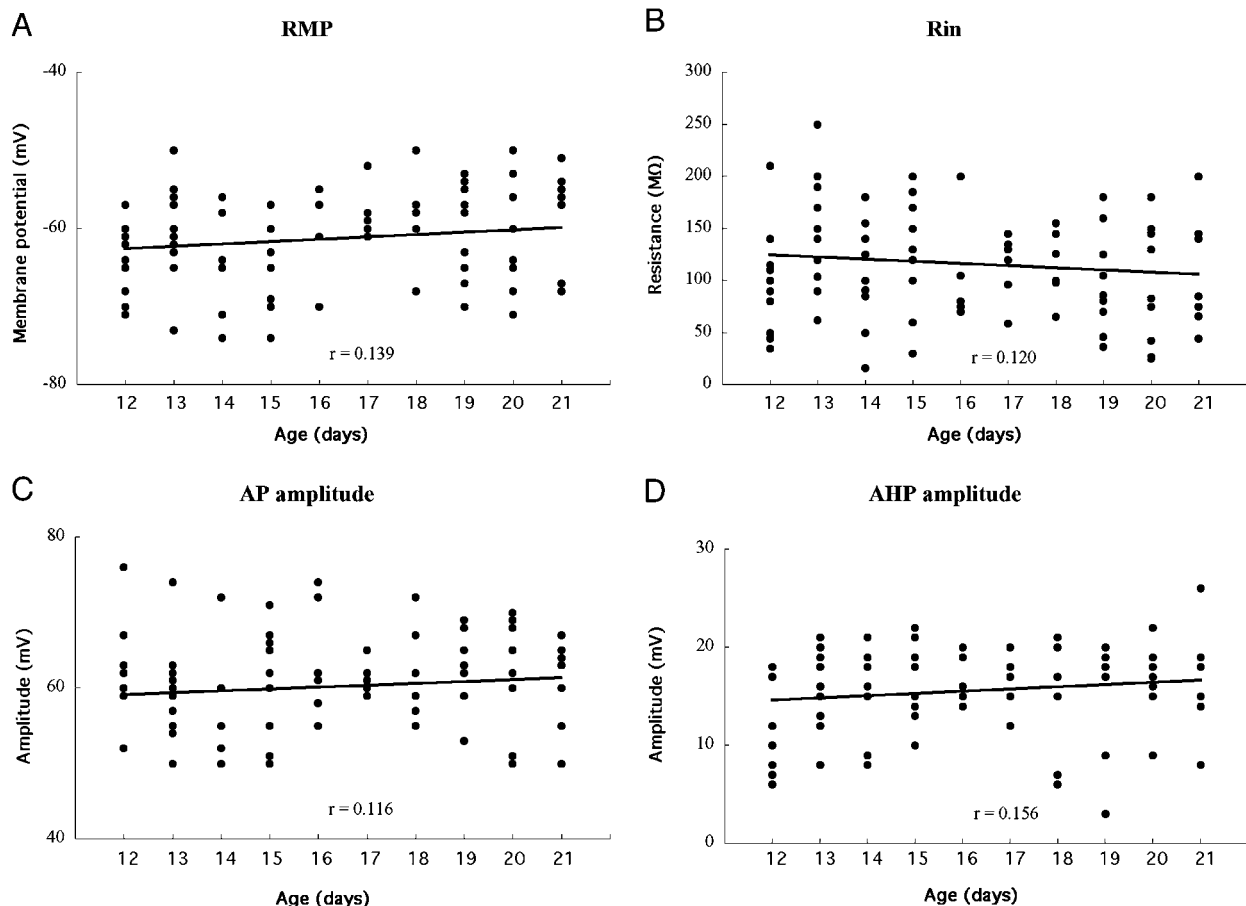 A
RMP
-40
-60
-80
Membrane potential (mV)
r = 0.139
12 13 14 15 16 17 18 19 20 21
Age (days)
B
Rin
300
250
200
150
100
50
0
Resistance (MΩ)
r = 0.120
12 13 14 15 16 17 18 19 20 21
Age (days)
C
AP amplitude
80
60
40
Amplitude (mV)
r = 0.116
12 13 14 15 16 17 18 19 20 21
Age (days)
D
AHP amplitude
30
20
10
0
Amplitude (mV)
r = 0.156
12 13 14 15 16 17 18 19 20 21
Age (days)